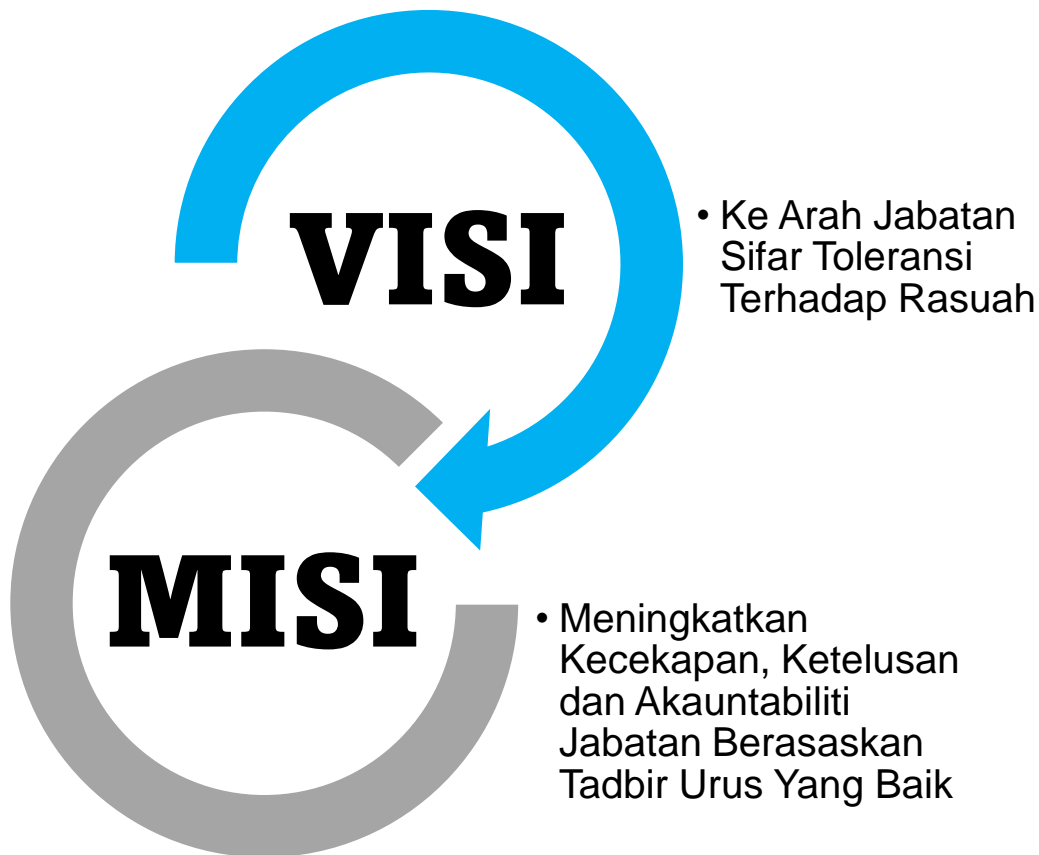 VISI
• Ke Arah Jabatan
Sifar Toleransi
Terhadap Rasuah
MISI
• Meningkatkan
Kecekapan, Ketelusan
dan Akauntabiliti
Jabatan Berasaskan
Tadbir Urus Yang Baik